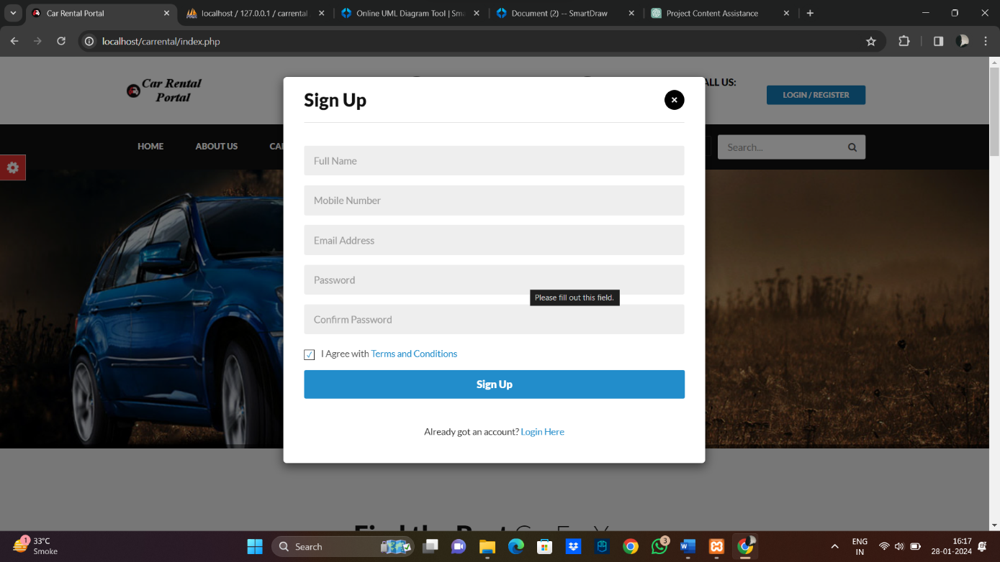 Car Rental Portal
localhost / 127.0.0.1 / carrental
Online UML Diagram Tool | Sma
Document (2) -- SmartDraw
Project Content Assistance
localhost/carrental/index.php
Car Rental
Portal
ALL US:
LOGIN / REGISTER
HOME
ABOUT US
CA
Search...
Sign Up
Full Name
Mobile Number
Email Address
Password
Please fill out this field.
Confirm Password
I Agree with Terms and Conditions
Sign Up
Already got an account? Login Here
Find the Best
1
33°C
Smoke
Search
3
ENG
IN
16:17
28-01-2024